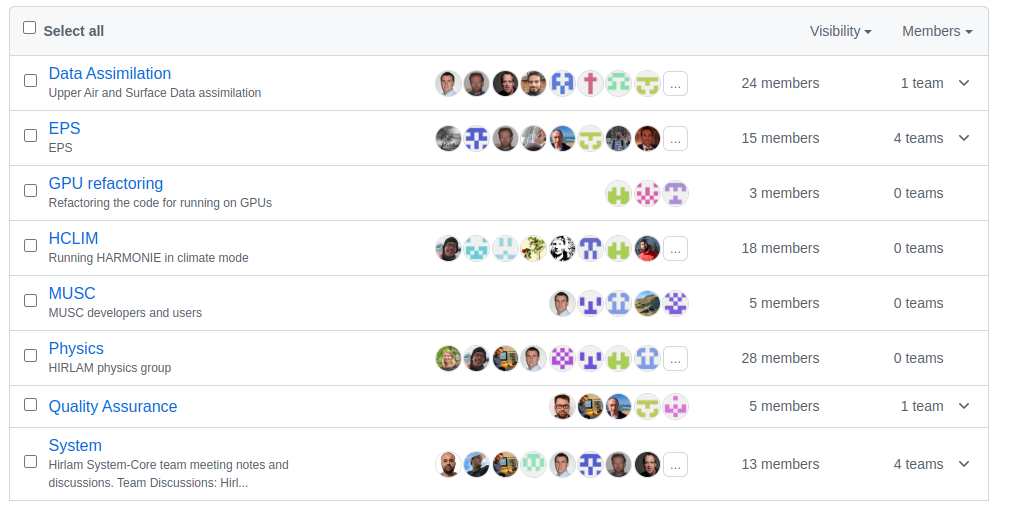 Select all Visibility Members
Data Assimilation
Upper Air and Surface Data assimilation
... 24 members 1 team
EPS
EPS
... 15 members 4 teams
GPU refactoring
Refactoring the code for running on GPUs
3 members 0 teams
HCLIM
Running HARMONIE in climate mode
... 18 members 0 teams
MUSC
MUSC developers and users
5 members 0 teams
Physics
HIRLAM physics group
... 28 members 0 teams
Quality Assurance 5 members 1 team
System
Hirlam System-Core team meeting notes and
discussions. Team Discussions: Hirl...
... 13 members 4 teams